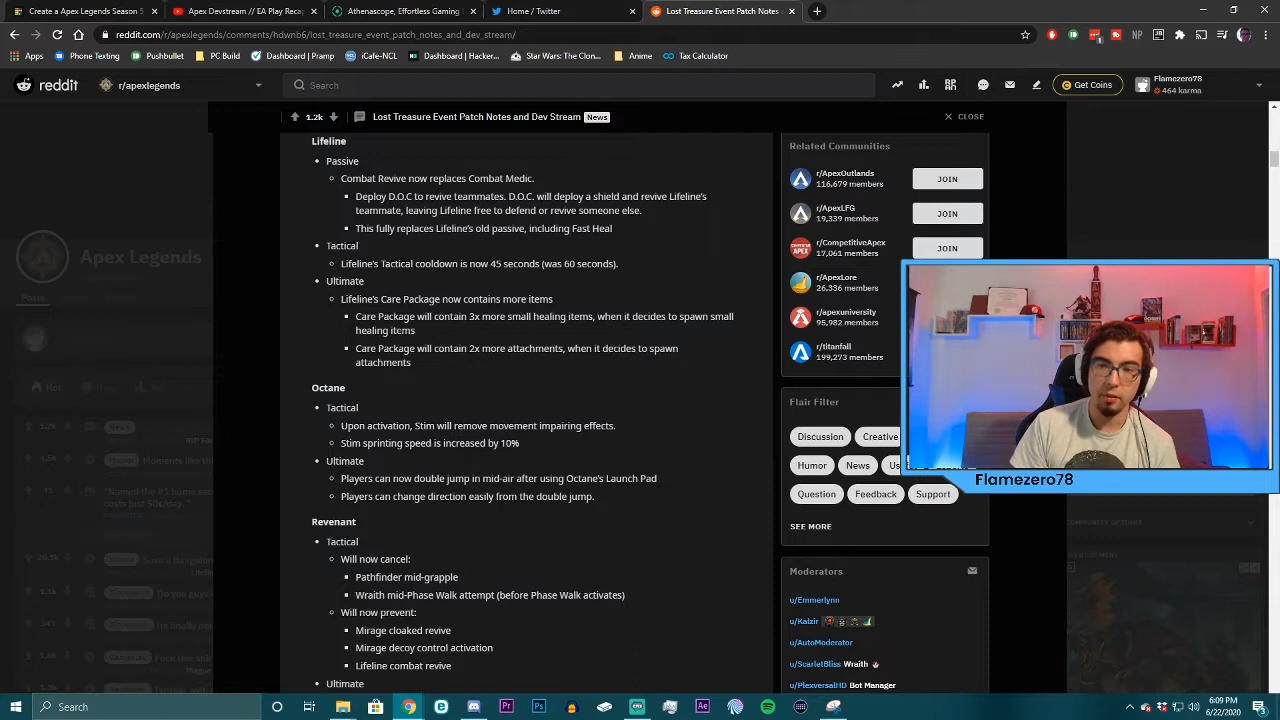 Create a Apex Legends Season 5
Apex Devstream // EA Play Reca
Athenascope, Effortless Gaming
Home / Twitter
Lost Treasure Event Patch Notes
reddit.com/r/apexlegends/comments/hdwnb6/lost_treasure_event_patch_notes_and_dev_stream/
Apps
Phone Texting
Pushbullet
PC Build
Dashboard | Pramp
iCafe-NCL
Dashboard | Hacker...
Star Wars: The Clon...
Anime
Tax Calculator
reddit
r/apexlegends
Search
Get Coins
Flamezero78
464 karma
1.2k
Lost Treasure Event Patch Notes and Dev Stream News
CLOSE
Lifeline
Passive
Combat Revive now replaces Combat Medic.
Deploy D.O.C to revive teammates. D.O.C. will deploy a shield and revive Lifeline's
teammate, leaving Lifeline free to defend or revive someone else.
This fully replaces Lifeline's old passive, including Fast Heal
Tactical
Lifeline's Tactical cooldown is now 45 seconds (was 60 seconds).
Ultimate
Lifeline's Care Package now contains more items
Care Package will contain 3x more small healing items, when it decides to spawn small
healing items
Care Package will contain 2x more attachments, when it decides to spawn
attachments
Octane
Tactical
Upon activation, Stim will remove movement impairing effects.
Stim sprinting speed is increased by 10%
Ultimate
Players can now double jump in mid-air after using Octane's Launch Pad
Players can change direction easily from the double jump.
Revenant
Tactical
Will now cancel:
Pathfinder mid-grapple
Wraith mid-Phase Walk attempt (before Phase Walk activates)
Will now prevent:
Mirage cloaked revive
Mirage decoy control activation
Lifeline combat revive
Ultimate
Related Communities
r/ApexOutlands
116,679 members
JOIN
r/ApexLFG
19,339 members
JOIN
r/CompetitiveApex
17,061 members
JOIN
r/ApexLore
26,336 members
r/apexuniversity
95,982 members
r/titanfall
199,273 members
Flair Filter
Discussion
Creative
Humor
News
Us
Question
Feedback
Support
SEE MORE
Moderators
u/Emmerlynn
u/Kalzir
u/AutoModerator
u/ScarletBliss Wraith
u/PlexversalHD Bot Manager
Flamezero78
Apex Legends
Posts
Hot
COMMUNITY OPTIONS
Search
6:09 PM
6/22/2020